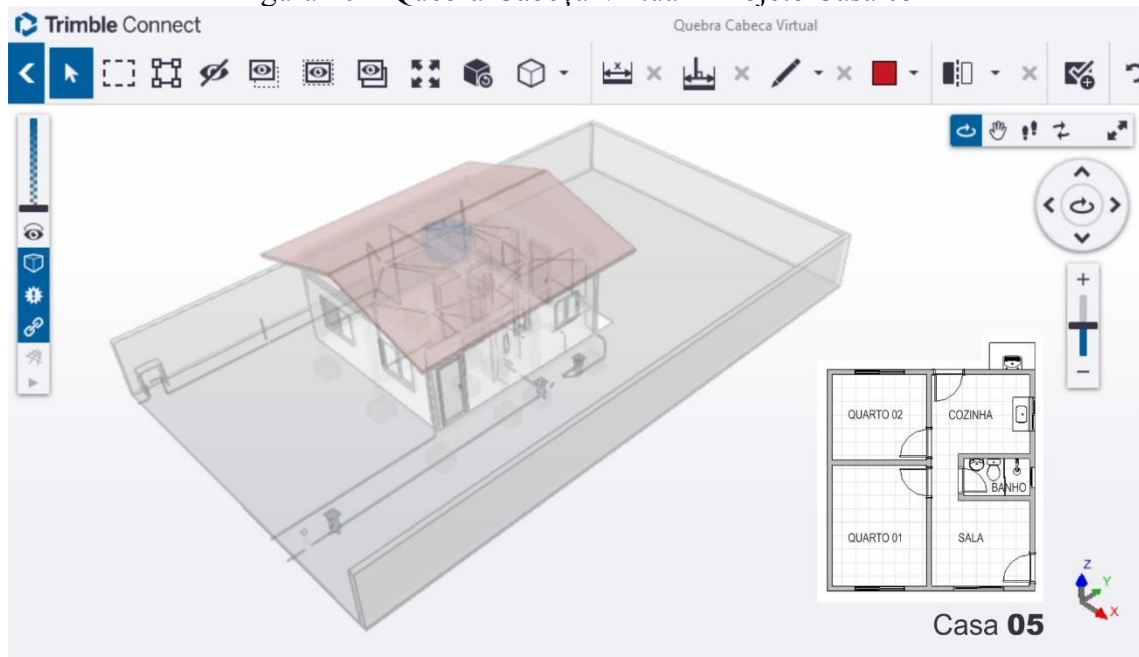 Trimble Connect
Quebra Cabeca Virtual
QUARTO 02
COZINHA
BANHO
QUARTO 01
SALA
Casa 05
Z
Y
X